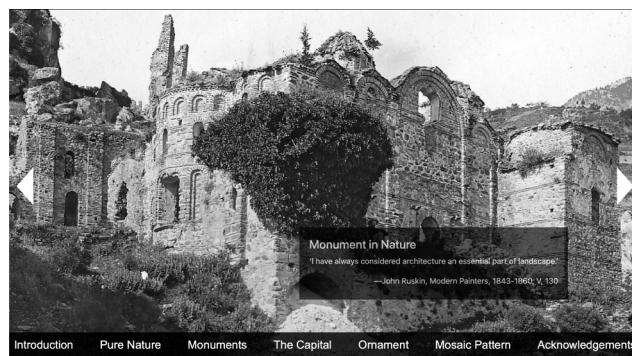 Monument in Nature
'I have always considered architecture an essential part of landscape.'
—John Ruskin, Modern Painters, 1843-1860; V, 130
Introduction Pure Nature Monuments The Capital Ornament Mosaic Pattern Acknowledgements